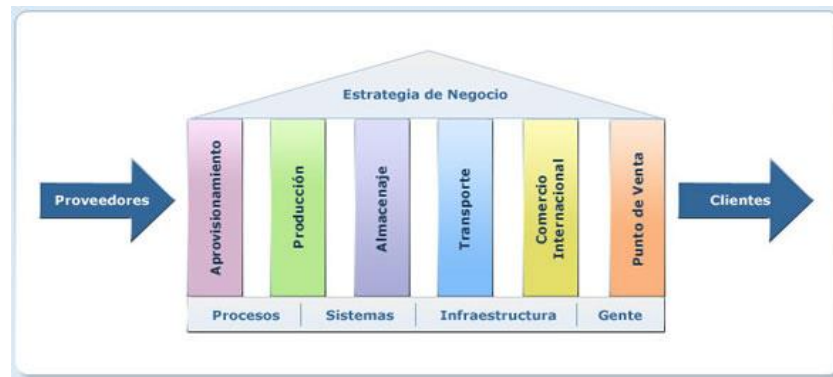 Estrategia de Negocio
Proveedores
Aprovisionamiento
Producción
Almacenaje
Transporte
Comercio
Internacional
Punto de Venta
Clientes
Procesos
Sistemas
Infraestructura
Gente